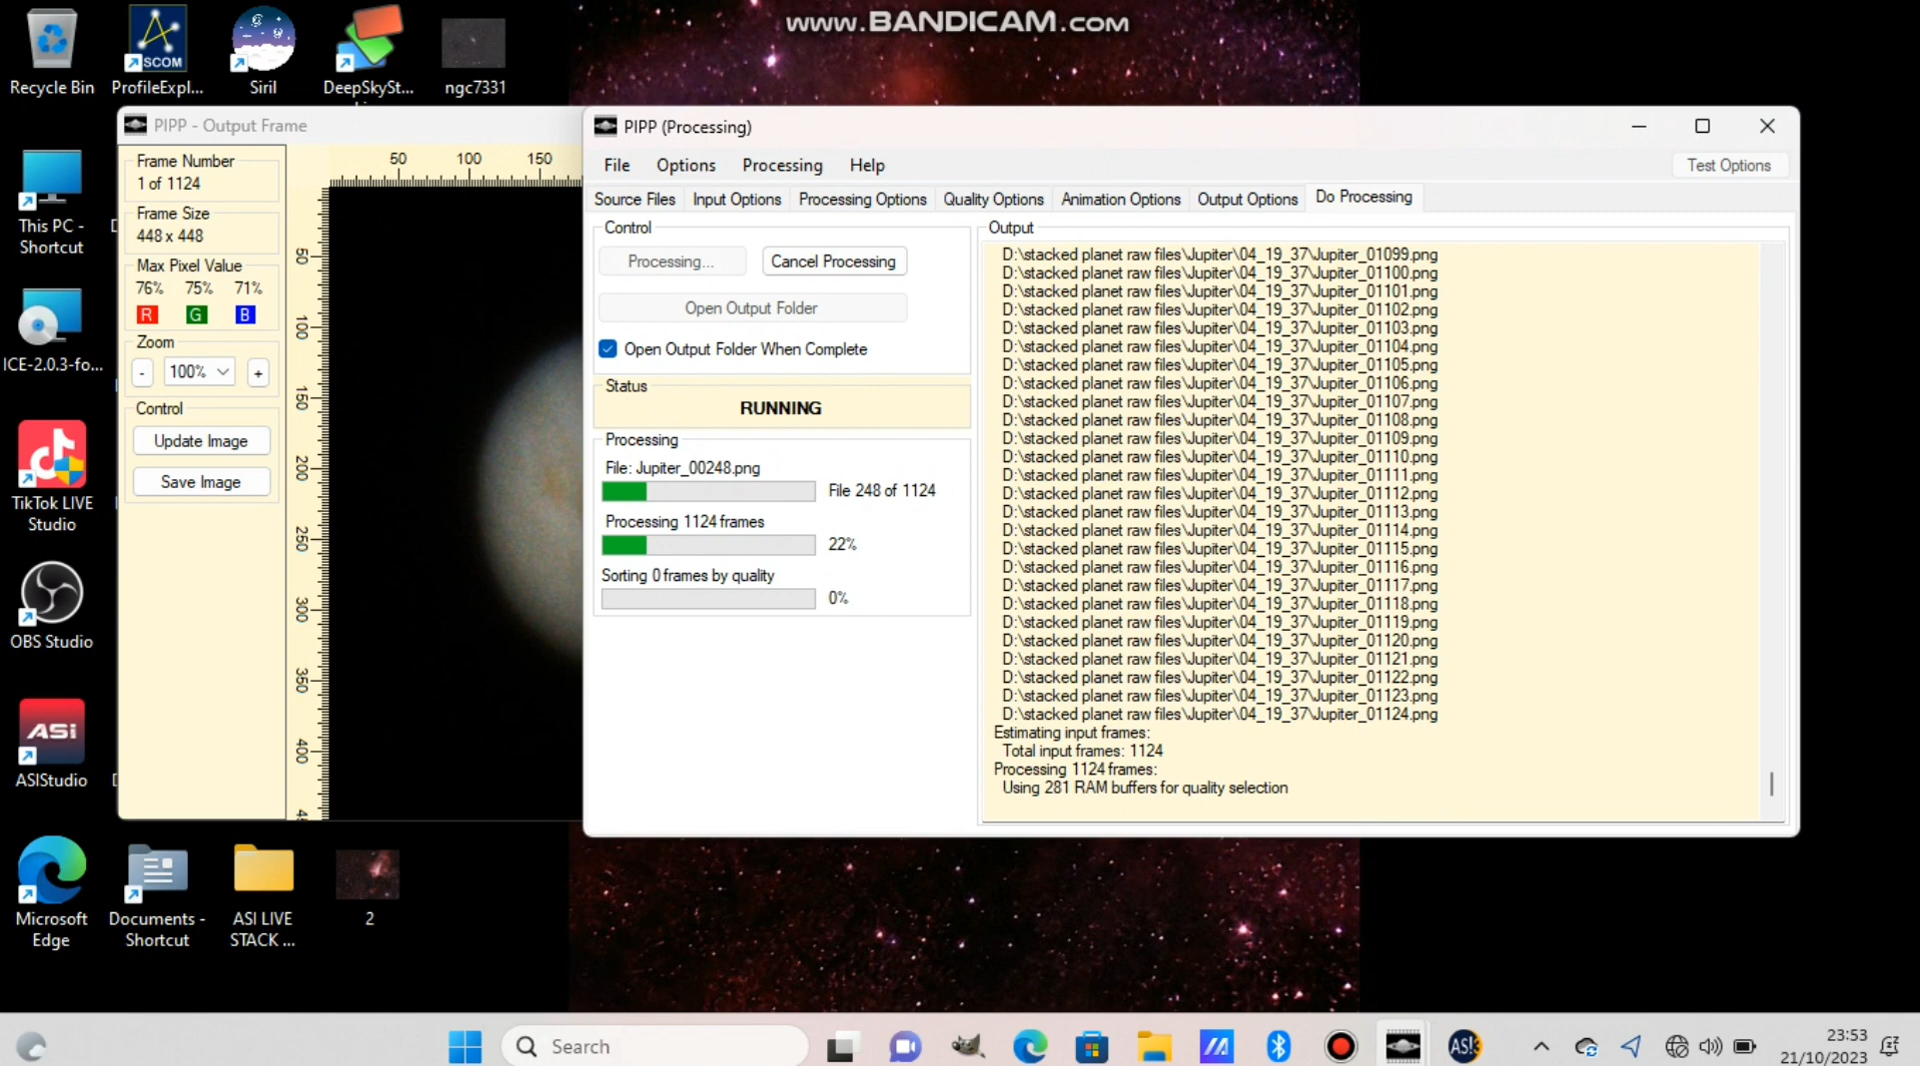 www.BANDICAM.com
Recycle Bin
ProfileExpl...
SCOM
Siril
DeepSkySt...
ngc7331
This PC -
Shortcut
ICE-2.0.3-fo...
TikTok LIVE
Studio
OBS Studio
ASi
ASIStudio
Microsoft
Edge
Documents -
Shortcut
ASI LIVE
STACK ...
2
PIPP - Output Frame
Frame Number
1 of 1124
Frame Size
448 x 448
Max Pixel Value
76% 75% 71%
R G B
Zoom
- 100% +
Control
Update Image
Save Image
50 100 150
50
100
150
200
250
300
350
400
PIPP (Processing)
File Options Processing Help
Test Options
Source Files Input Options Processing Options Quality Options Animation Options Output Options Do Processing
Control
Processing... Cancel Processing
Open Output Folder
Open Output Folder When Complete
Status
RUNNING
Processing
File: Jupiter_00248.png
File 248 of 1124
Processing 1124 frames
22%
Sorting 0 frames by quality
0%
Output
D:\stacked planet raw files\Jupiter\04_19_37\Jupiter_01099.png
D:\stacked planet raw files\Jupiter\04_19_37\Jupiter_01100.png
D:\stacked planet raw files\Jupiter\04_19_37\Jupiter_01101.png
D:\stacked planet raw files\Jupiter\04_19_37\Jupiter_01102.png
D:\stacked planet raw files\Jupiter\04_19_37\Jupiter_01103.png
D:\stacked planet raw files\Jupiter\04_19_37\Jupiter_01104.png
D:\stacked planet raw files\Jupiter\04_19_37\Jupiter_01105.png
D:\stacked planet raw files\Jupiter\04_19_37\Jupiter_01106.png
D:\stacked planet raw files\Jupiter\04_19_37\Jupiter_01107.png
D:\stacked planet raw files\Jupiter\04_19_37\Jupiter_01108.png
D:\stacked planet raw files\Jupiter\04_19_37\Jupiter_01109.png
D:\stacked planet raw files\Jupiter\04_19_37\Jupiter_01110.png
D:\stacked planet raw files\Jupiter\04_19_37\Jupiter_01111.png
D:\stacked planet raw files\Jupiter\04_19_37\Jupiter_01112.png
D:\stacked planet raw files\Jupiter\04_19_37\Jupiter_01113.png
D:\stacked planet raw files\Jupiter\04_19_37\Jupiter_01114.png
D:\stacked planet raw files\Jupiter\04_19_37\Jupiter_01115.png
D:\stacked planet raw files\Jupiter\04_19_37\Jupiter_01116.png
D:\stacked planet raw files\Jupiter\04_19_37\Jupiter_01117.png
D:\stacked planet raw files\Jupiter\04_19_37\Jupiter_01118.png
D:\stacked planet raw files\Jupiter\04_19_37\Jupiter_01119.png
D:\stacked planet raw files\Jupiter\04_19_37\Jupiter_01120.png
D:\stacked planet raw files\Jupiter\04_19_37\Jupiter_01121.png
D:\stacked planet raw files\Jupiter\04_19_37\Jupiter_01122.png
D:\stacked planet raw files\Jupiter\04_19_37\Jupiter_01123.png
D:\stacked planet raw files\Jupiter\04_19_37\Jupiter_01124.png
Estimating input frames:
Total input frames: 1124
Processing 1124 frames:
Using 281 RAM buffers for quality selection
Search
23:53
21/10/2023